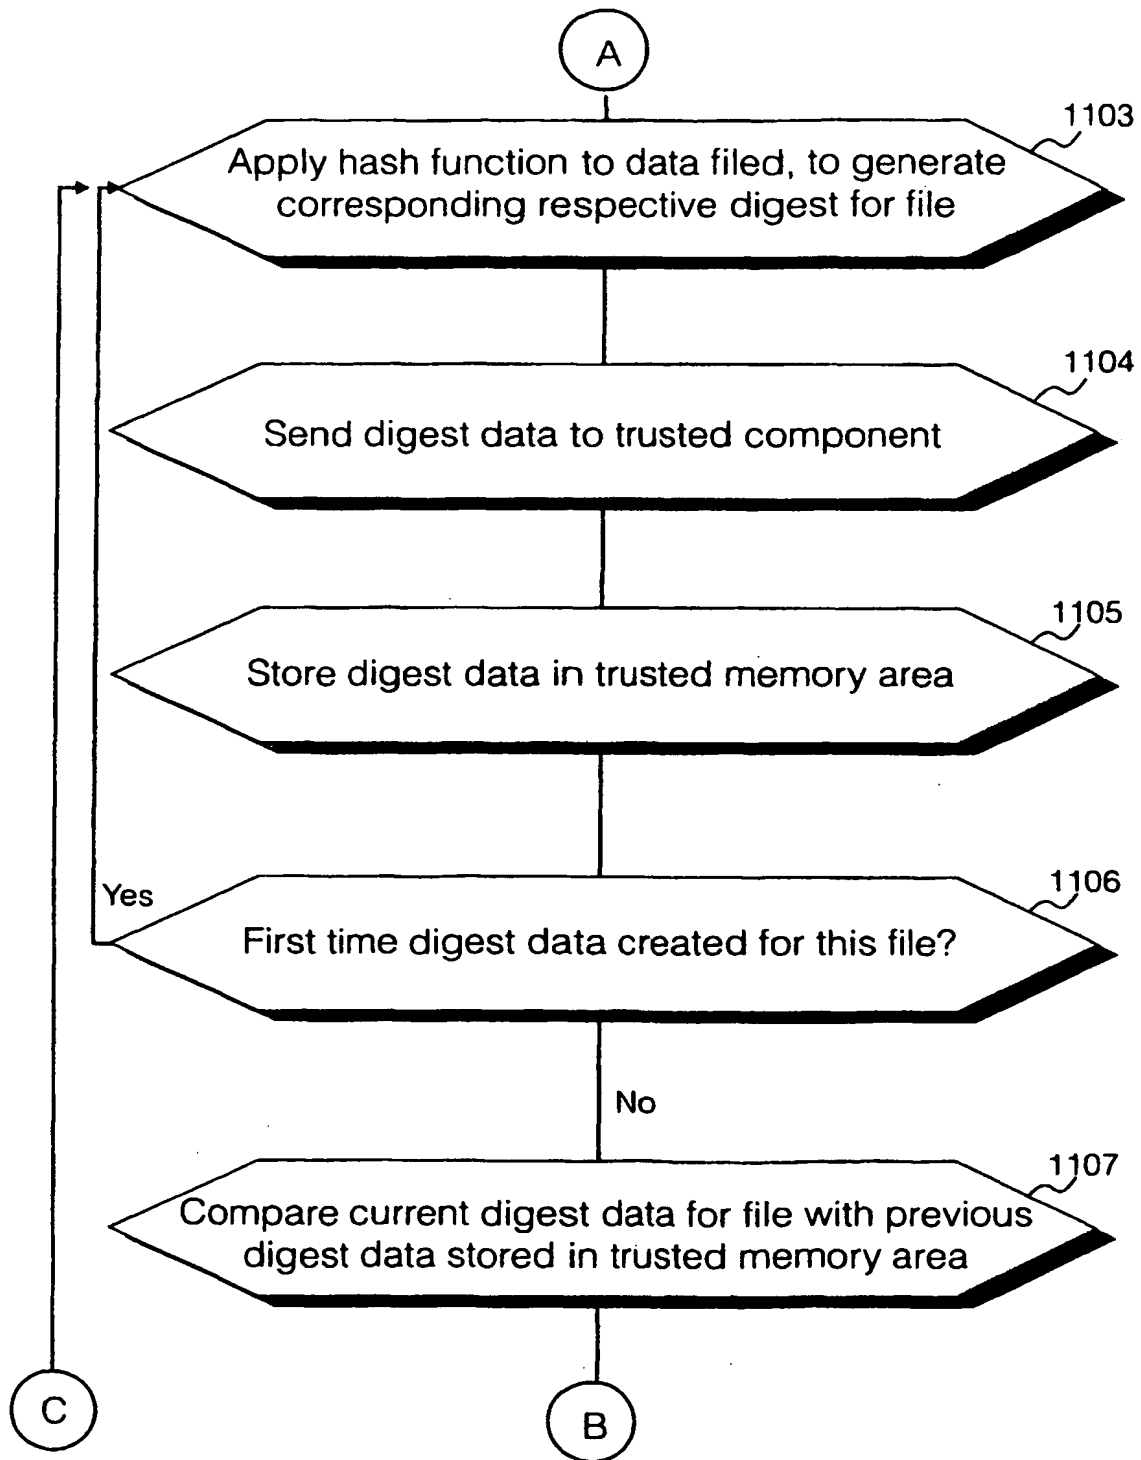 A
1103
Apply hash function to data filed, to generate
corresponding respective digest for file
1104
Send digest data to trusted component
1105
Store digest data in trusted memory area
1106
Yes
First time digest data created for this file?
No
1107
Compare current digest data for file with previous
digest data stored in trusted memory area
C
B